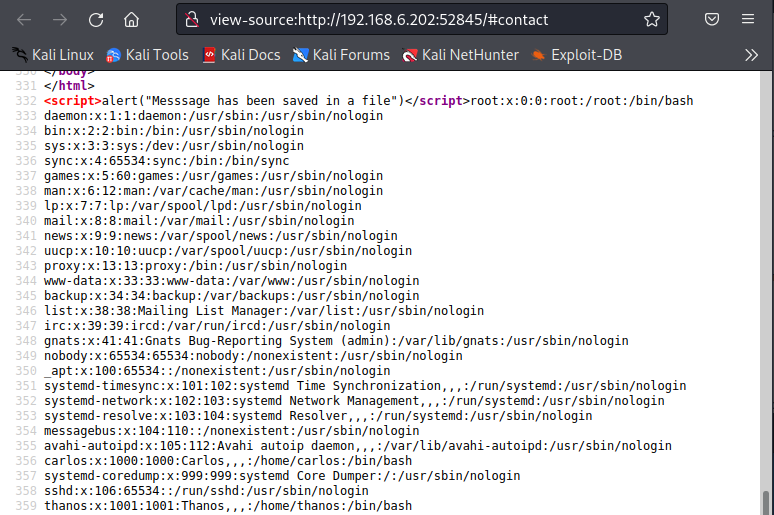 view-source:http://192.168.6.202:52845/#contact
Kali Linux Kali Tools Kali Docs Kali Forums Kali NetHunter Exploit-DB
330 </body>
331 </html>
332 <script>alert("Messsage has been saved in a file")</script>root:x:0:0:root:/root:/bin/bash
333 daemon:x:1:1:daemon:/usr/sbin:/usr/sbin/nologin
334 bin:x:2:2:bin:/bin:/usr/sbin/nologin
335 sys:x:3:3:sys:/dev:/usr/sbin/nologin
336 sync:x:4:65534:sync:/bin:/bin/sync
337 games:x:5:60:games:/usr/games:/usr/sbin/nologin
338 man:x:6:12:man:/var/cache/man:/usr/sbin/nologin
339 lp:x:7:7:lp:/var/spool/lpd:/usr/sbin/nologin
340 mail:x:8:8:mail:/var/mail:/usr/sbin/nologin
341 news:x:9:9:news:/var/spool/news:/usr/sbin/nologin
342 uucp:x:10:10:uucp:/var/spool/uucp:/usr/sbin/nologin
343 proxy:x:13:13:proxy:/bin:/usr/sbin/nologin
344 www-data:x:33:33:www-data:/var/www:/usr/sbin/nologin
345 backup:x:34:34:backup:/var/backups:/usr/sbin/nologin
346 list:x:38:38:Mailing List Manager:/var/list:/usr/sbin/nologin
347 irc:x:39:39:ircd:/var/run/ircd:/usr/sbin/nologin
348 gnats:x:41:41:Gnats Bug-Reporting System (admin):/var/lib/gnats:/usr/sbin/nologin
349 nobody:x:65534:65534:nobody:/nonexistent:/usr/sbin/nologin
350 _apt:x:100:65534::/nonexistent:/usr/sbin/nologin
351 systemd-timesync:x:101:102:systemd Time Synchronization,,,:/run/systemd:/usr/sbin/nologin
352 systemd-network:x:102:103:systemd Network Management,,,:/run/systemd:/usr/sbin/nologin
353 systemd-resolve:x:103:104:systemd Resolver,,,:/run/systemd:/usr/sbin/nologin
354 messagebus:x:104:110::/nonexistent:/usr/sbin/nologin
355 avahi-autoipd:x:105:112:Avahi autoip daemon,,,:/var/lib/avahi-autoipd:/usr/sbin/nologin
356 carlos:x:1000:1000:Carlos,,,:/home/carlos:/bin/bash
357 systemd-coredump:x:999:999:systemd Core Dumper:/:/usr/sbin/nologin
358 sshd:x:106:65534::/run/sshd:/usr/sbin/nologin
359 thanos:x:1001:1001:Thanos,,,:/home/thanos:/bin/bash